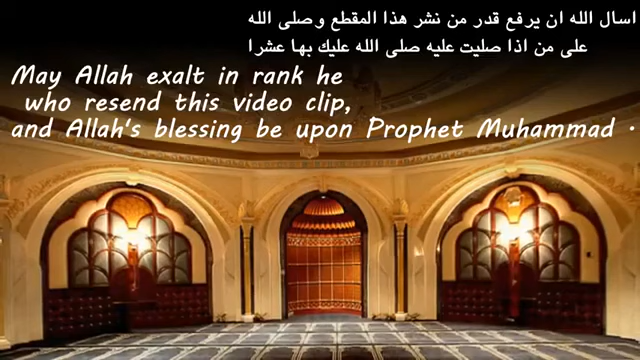 اسال الله ان يرفع قدر من نشر هذا المقطع وصلى الله
على من اذا صليت عليه صلى الله عليك بها عشرا
May Allah exalt in rank he
who resend this video clip,
and Allah's blessing be upon Prophet Muhammad .